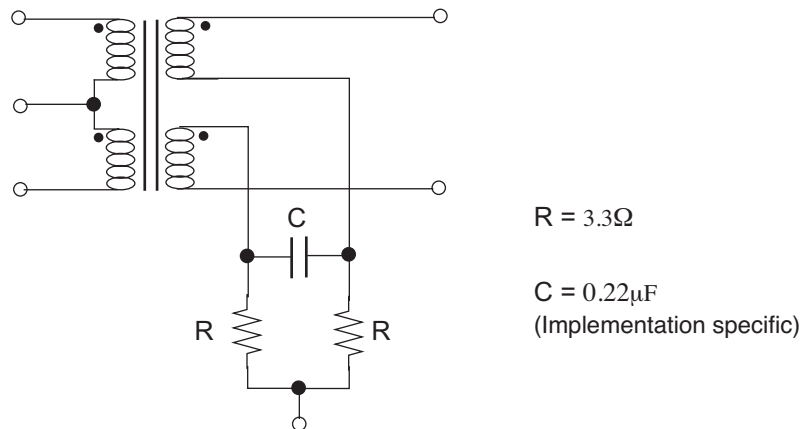 C
R = 3.3Ω
C = 0.22µF
R
R
(Implementation specific)